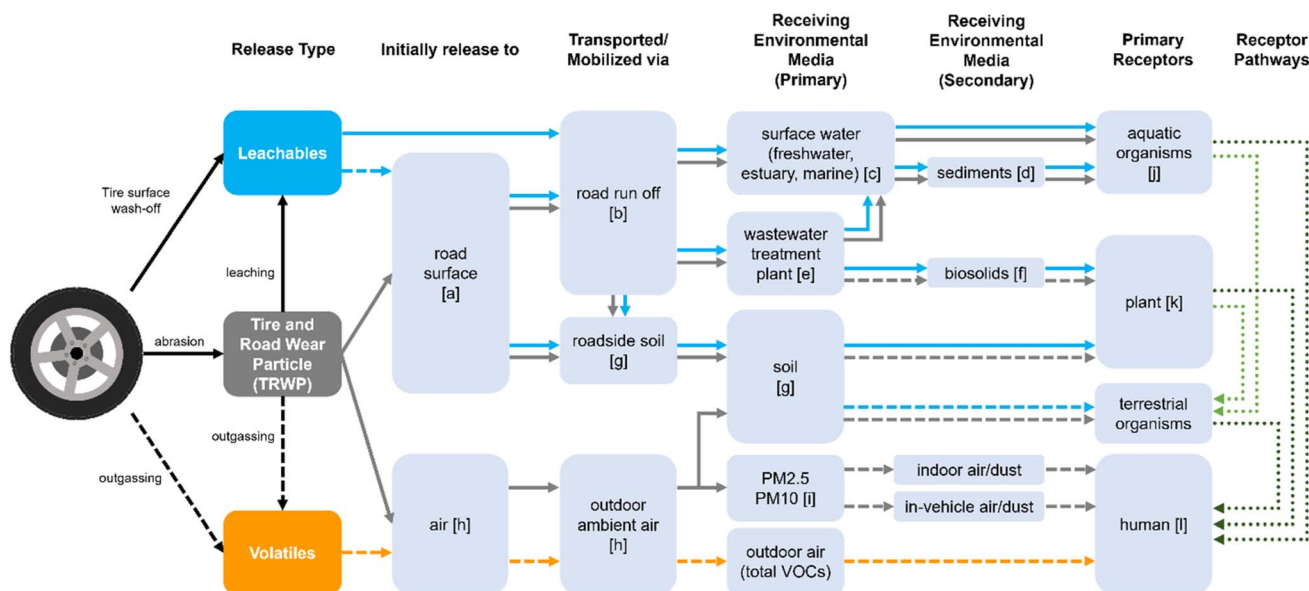 Release Type
Initially release to
Transported/
Mobilized via
Receiving
Environmental
Media
(Primary)
Receiving
Environmental
Media
(Secondary)
Primary
Receptors
Receptor
Pathways
Leachables
Tire surface
wash-off
leaching
abrasion
Tire and
Road Wear
Particle
(TRWP)
outgassing
outgassing
Volatiles
road
surface
[a]
air [h]
road run off
[b]
roadside soil
[g]
outdoor
ambient air
[h]
surface water
(freshwater,
estuary, marine) [c]
wastewater
treatment
plant [e]
soil
[g]
PM2.5
PM10 [i]
outdoor air
(total VOCs)
sediments [d]
biosolids [f]
indoor air/dust
in-vehicle air/dust
aquatic
organisms
[j]
plant [k]
terrestrial
organisms
human [l]